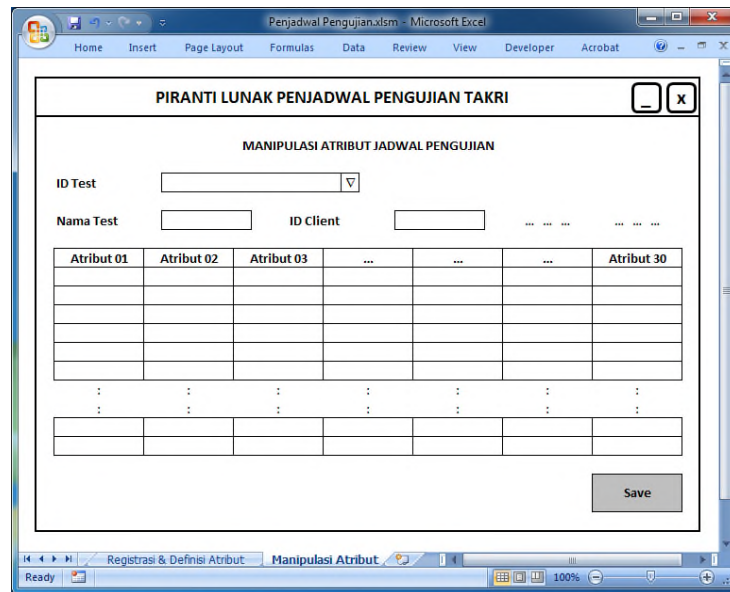 Penjadwal Pengujian.xlsm - Microsoft Excel
Home Insert Page Layout Formulas Data Review View Developer Acrobat
PIRANTI LUNAK PENJADWAL PENGUJIAN TAKRI _ x
MANIPULASI ATRIBUT JADWAL PENGUJIAN
ID Test
Nama Test ID Client ... ... ... ... ... ...
Atribut 01 Atribut 02 Atribut 03 ... ... ... Atribut 30
: : : : : : :
: : : : : : :
Save
Registrasi & Definisi Atribut Manipulasi Atribut
Ready 100%